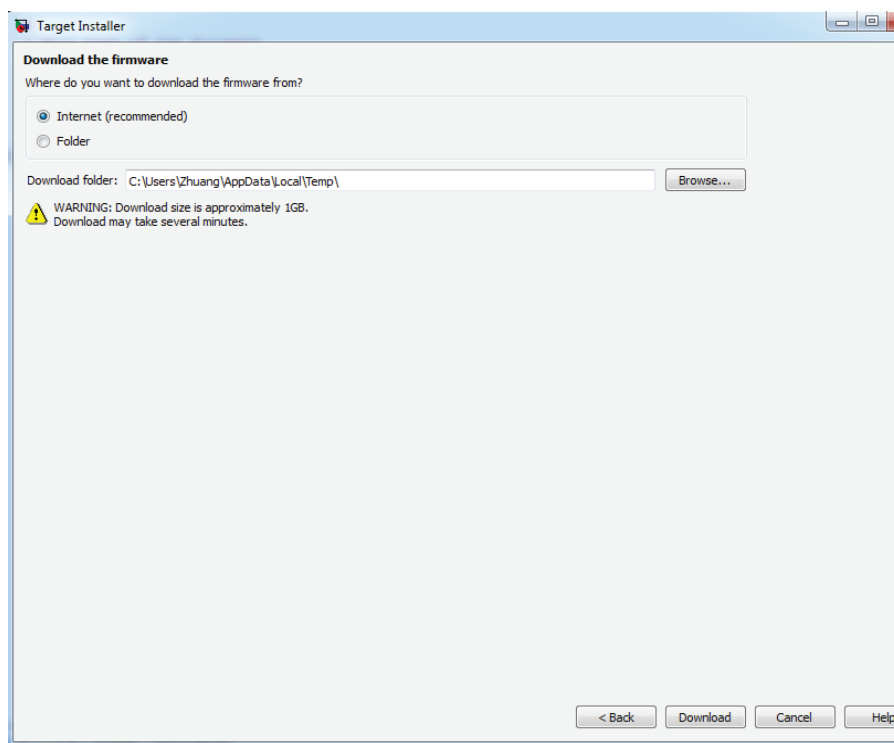 Target Installer
Download the firmware
Where do you want to download the firmware from?
Internet (recommended)
Folder
Download folder: C:\Users\Zhuang\AppData\Local\Temp\ Browse...
WARNING: Download size is approximately 1GB.
Download may take several minutes.
< Back Download Cancel Help